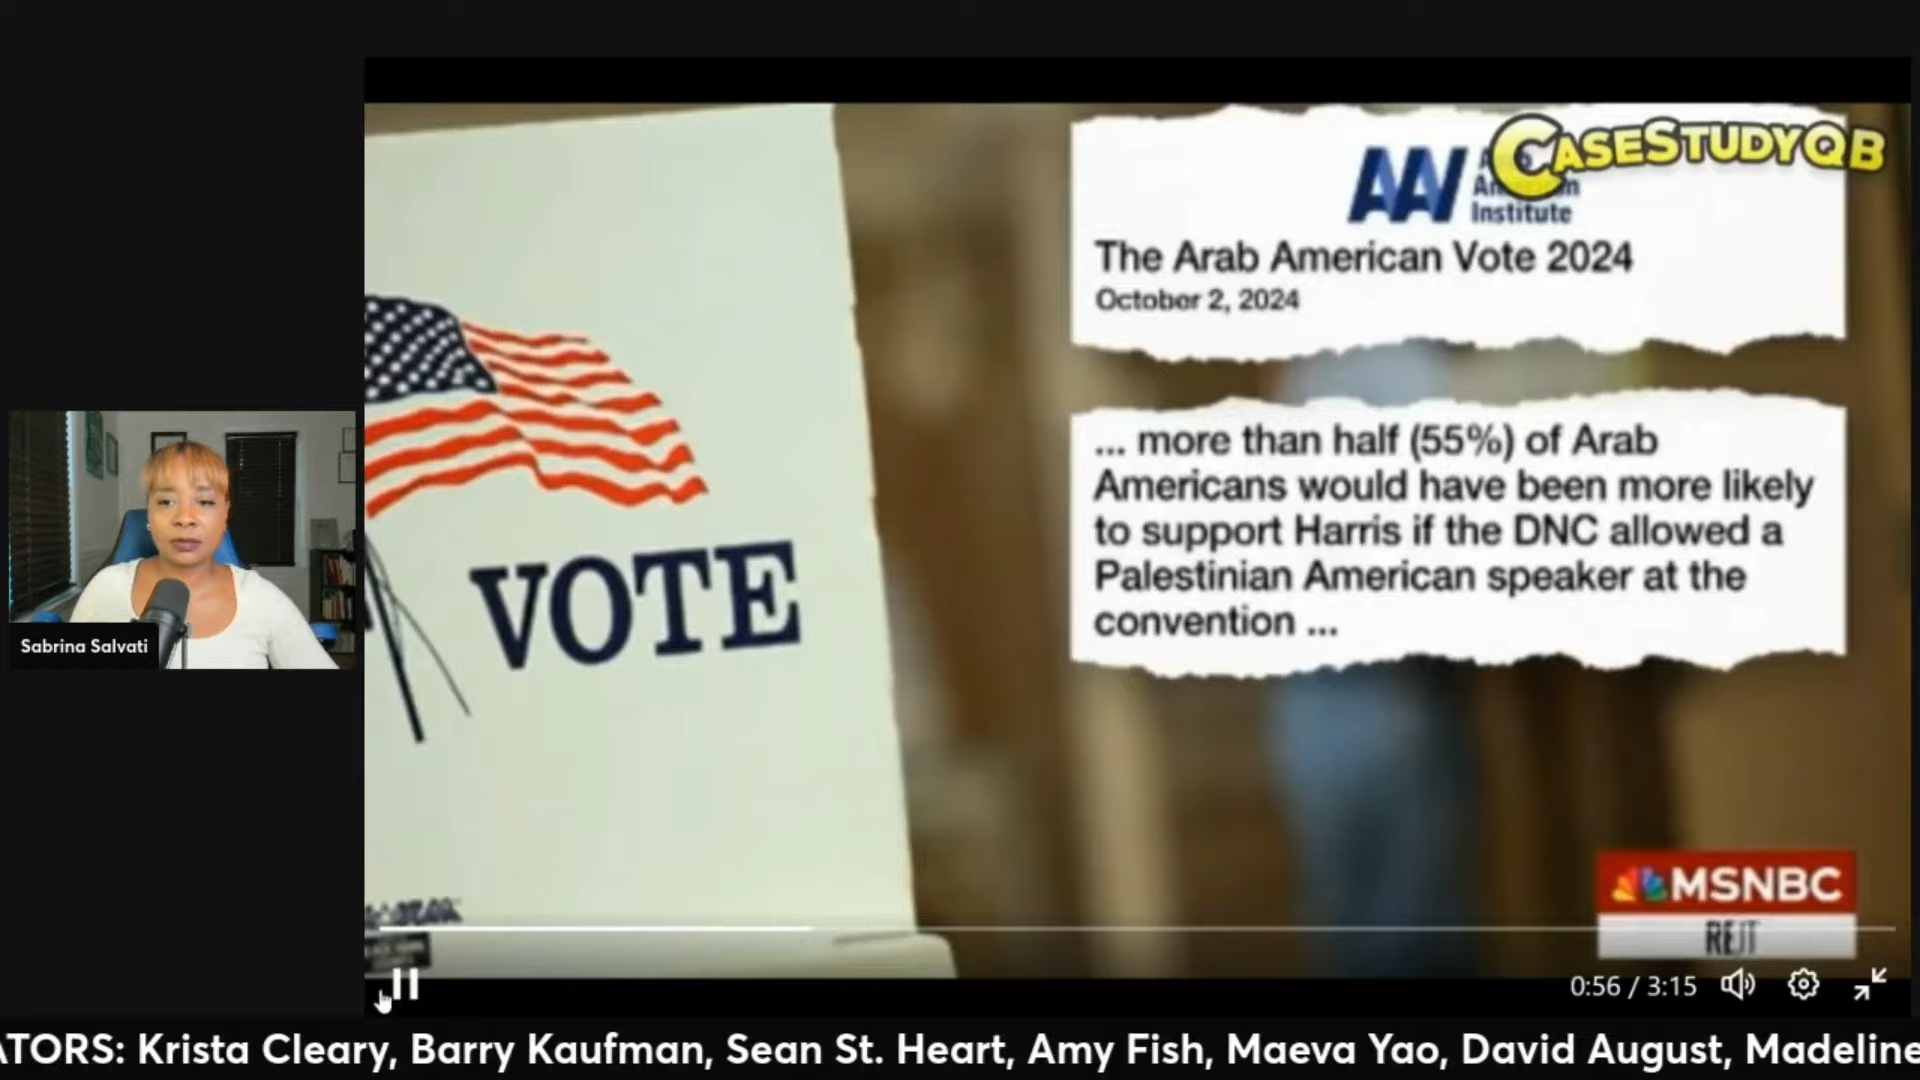 CASESTUDYQB
AAI
Institute
The Arab American Vote 2024
October 2, 2024
... more than half (55%) of Arab
Americans would have been more likely
to support Harris if the DNC allowed a
Palestinian American speaker at the
convention ...
VOTE
Sabrina Salvati
MSNBC
0:56 / 3:15
ATORS: Krista Cleary, Barry Kaufman, Sean St. Heart, Amy Fish, Maeva Yao, David August, Madeline